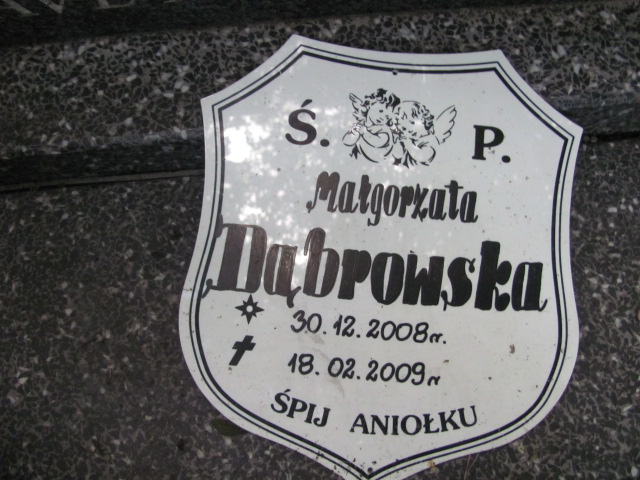 Ś. P.
Małgorzata
Dąbrowska
30.12.2008r.
18.02.2009r
ŚPIJ ANIOŁKU